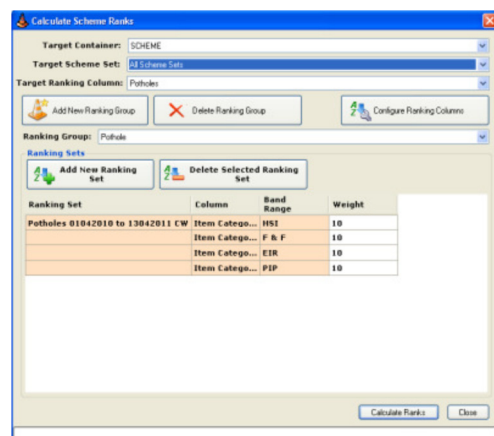 Calculate Scheme Ranks
Target Container: SCHEME
Target Scheme Set: All Scheme Sets
Target Ranking Column: Potholes
Add New Ranking Group Delete Ranking Group Configure Ranking Columns
Ranking Group: Pothole
Ranking Sets
Add New Ranking Set Delete Selected Ranking Set
Ranking Set Column Band Range Weight
Potholes 01042010 to 13042011 CW Item Catego... HSI 10
Item Catego... F & F 10
Item Catego... EIR 10
Item Catego... PIP 10
Calculate Ranks Close